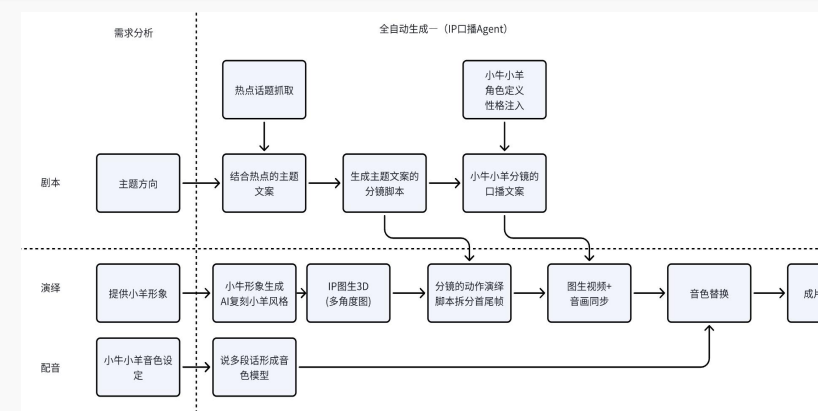 需求分析
全自动生成一（IP口播Agent）
热点话题抓取
小牛小羊
角色定义
性格注入
剧本
主题方向
结合热点的主题
文案
生成主题文案的
分镜脚本
小牛小羊分镜的
口播文案
演绎
提供小羊形象
小牛形象生成
AI复刻小羊风格
IP图生3D
(多角度图)
分镜的动作演绎
脚本拆分首尾帧
图生视频+
音画同步
音色替换
成
配音
小牛小羊音色设
定
说多段话形成音
色模型